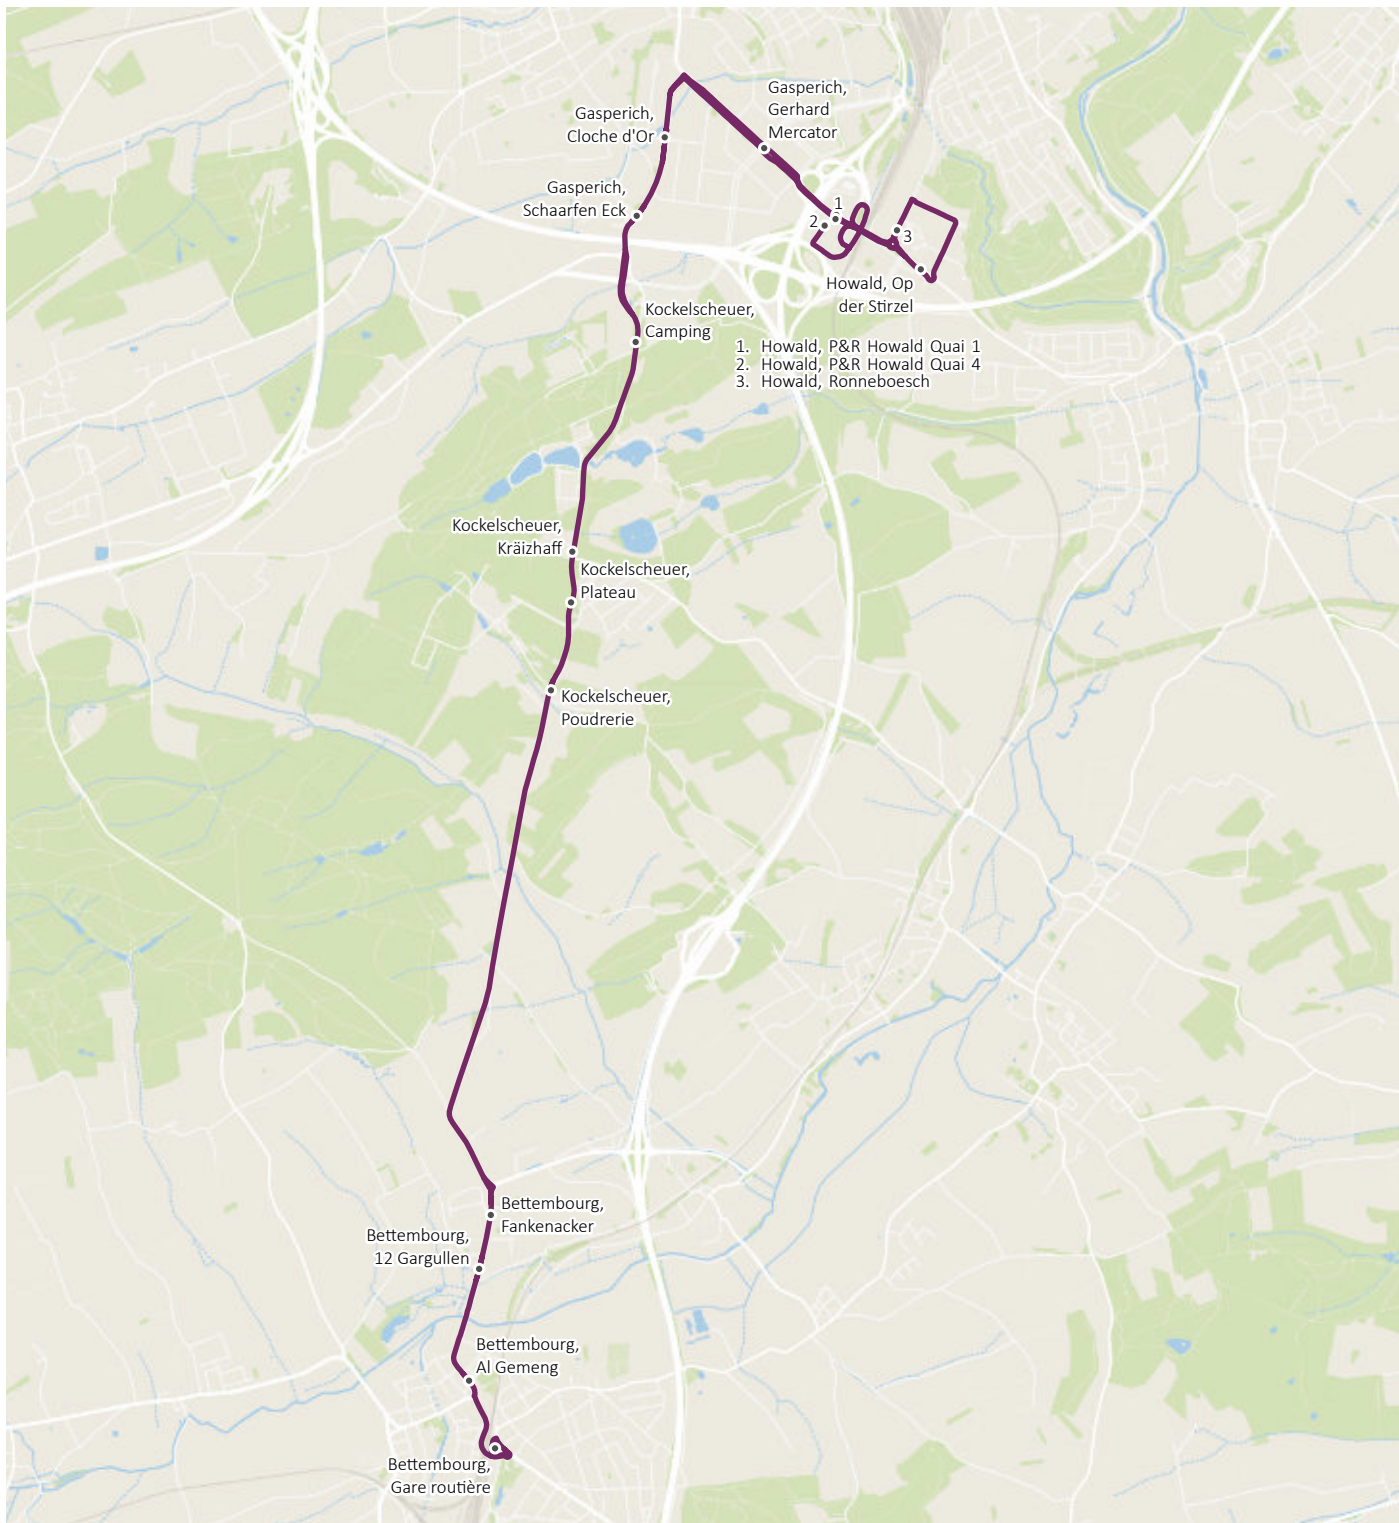 Gasperich,
Gerhard
Mercator
Gasperich,
Cloche d'Or
Gasperich,
Schaarfen Eck
1
2
3
Howald, Op
der Stirzel
Kockelscheuer,
Camping
1. Howald, P&R Howald Quai 1
2. Howald, P&R Howald Quai 4
3. Howald, Ronneboesch
Kockelscheuer,
Kräizhaff
Kockelscheuer,
Plateau
Kockelscheuer,
Poudrerie
Bettembourg,
Fankenacker
Bettembourg,
12 Gargullen
Bettembourg,
Al Gemeng
Bettembourg,
Gare routière